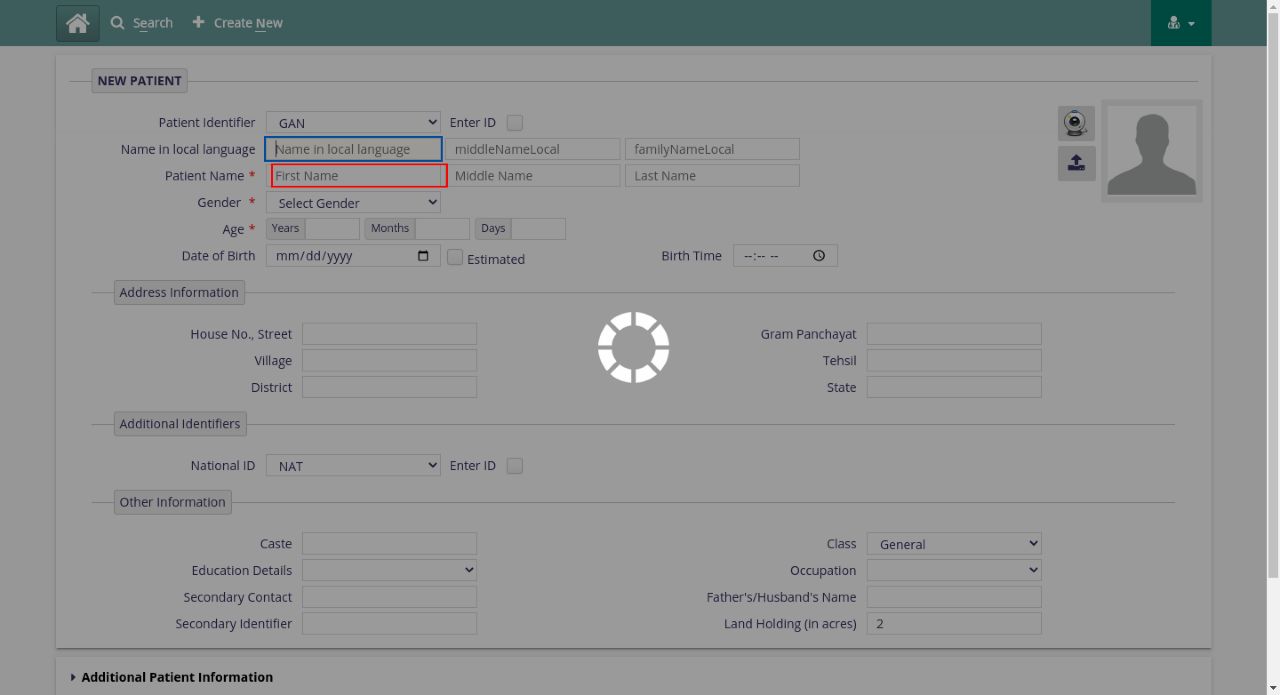 Search Create New
NEW PATIENT
Patient Identifier GAN Enter ID
Name in local language Name in local language middleNameLocal familyNameLocal
Patient Name * First Name Middle Name Last Name
Gender * Select Gender
Age * Years Months Days
Date of Birth mm/dd/yyyy Estimated Birth Time --:-- --
Address Information
House No., Street Gram Panchayat
Village Tehsil
District State
Additional Identifiers
National ID NAT Enter ID
Other Information
Caste Class General
Education Details Occupation
Secondary Contact Father's/Husband's Name
Secondary Identifier Land Holding (in acres) 2
Additional Patient Information